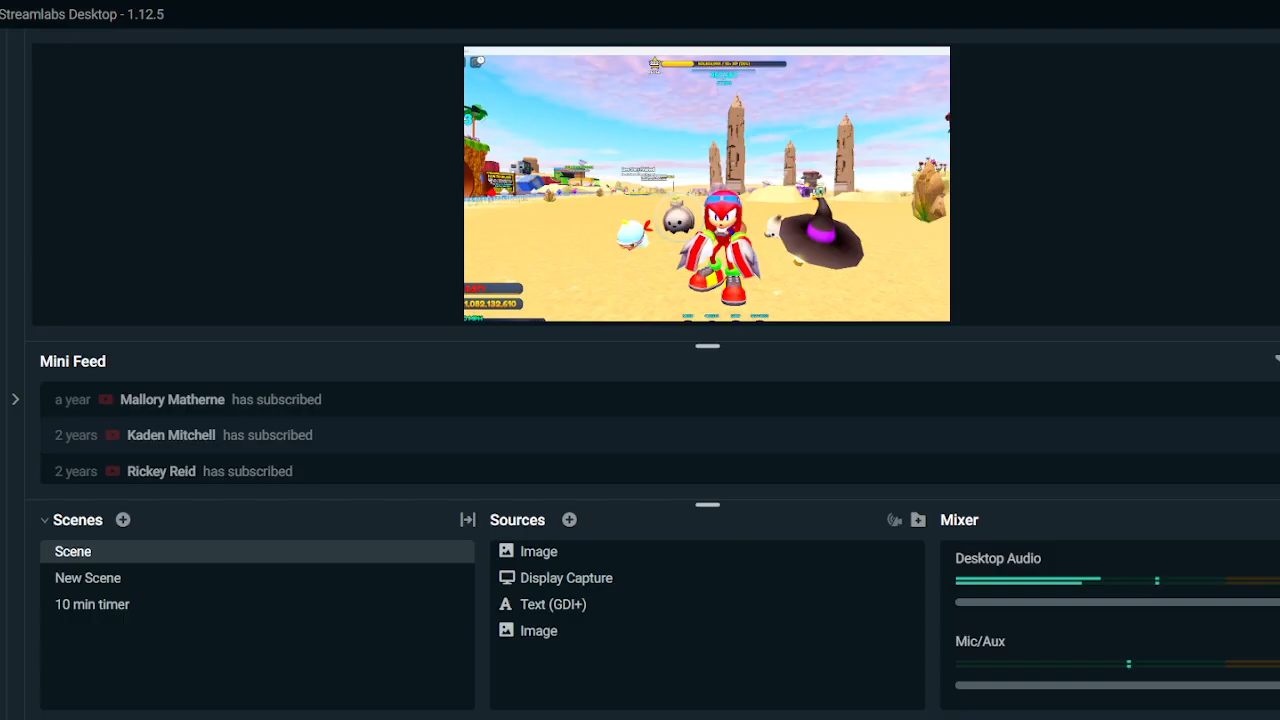 Streamlabs Desktop - 1.12.5
1,082,132,610
Mini Feed
a year Mallory Matherne has subscribed
2 years Kaden Mitchell has subscribed
2 years Rickey Reid has subscribed
Scenes
Sources
Mixer
Scene
New Scene
10 min timer
Image
Display Capture
Text (GDI+)
Image
Desktop Audio
Mic/Aux